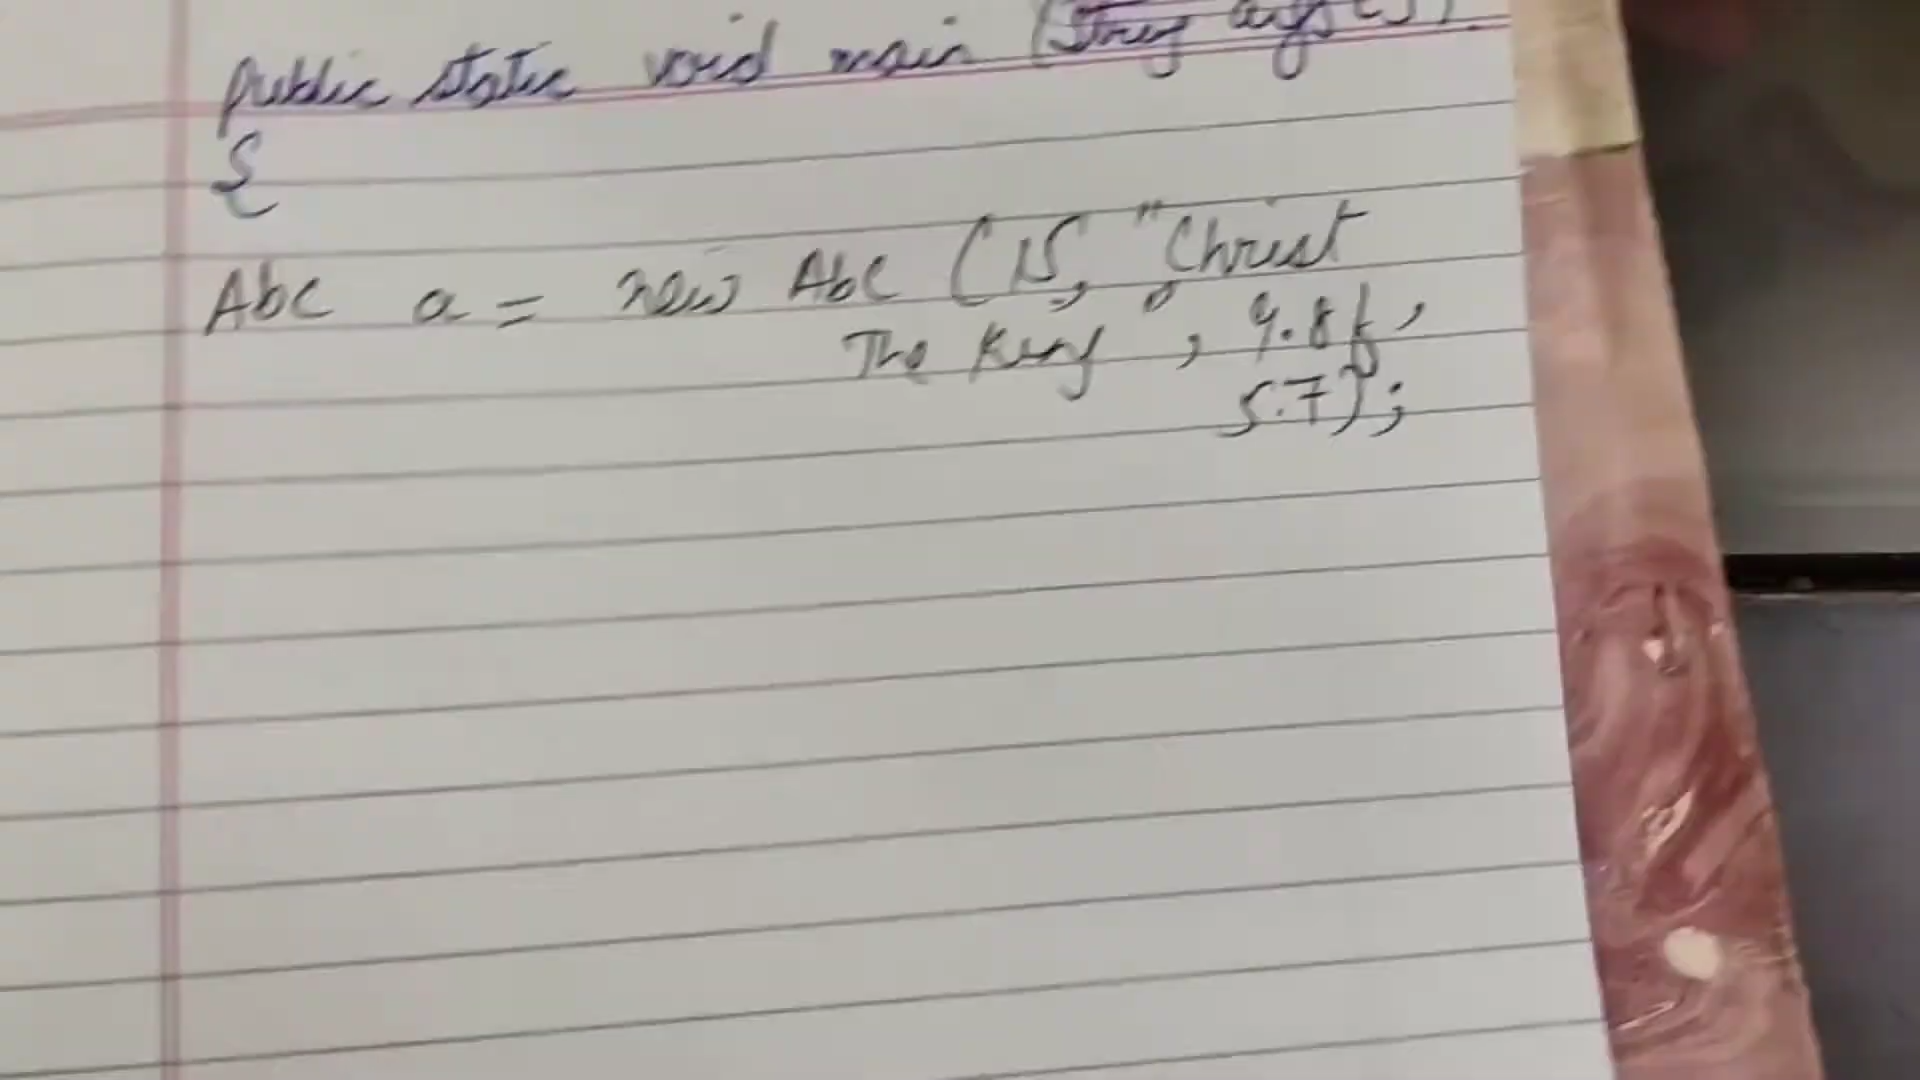 public static void main (String args[])
{
Abc a = new Abc (15, "Christ
The King", 9.8f,
5.7);